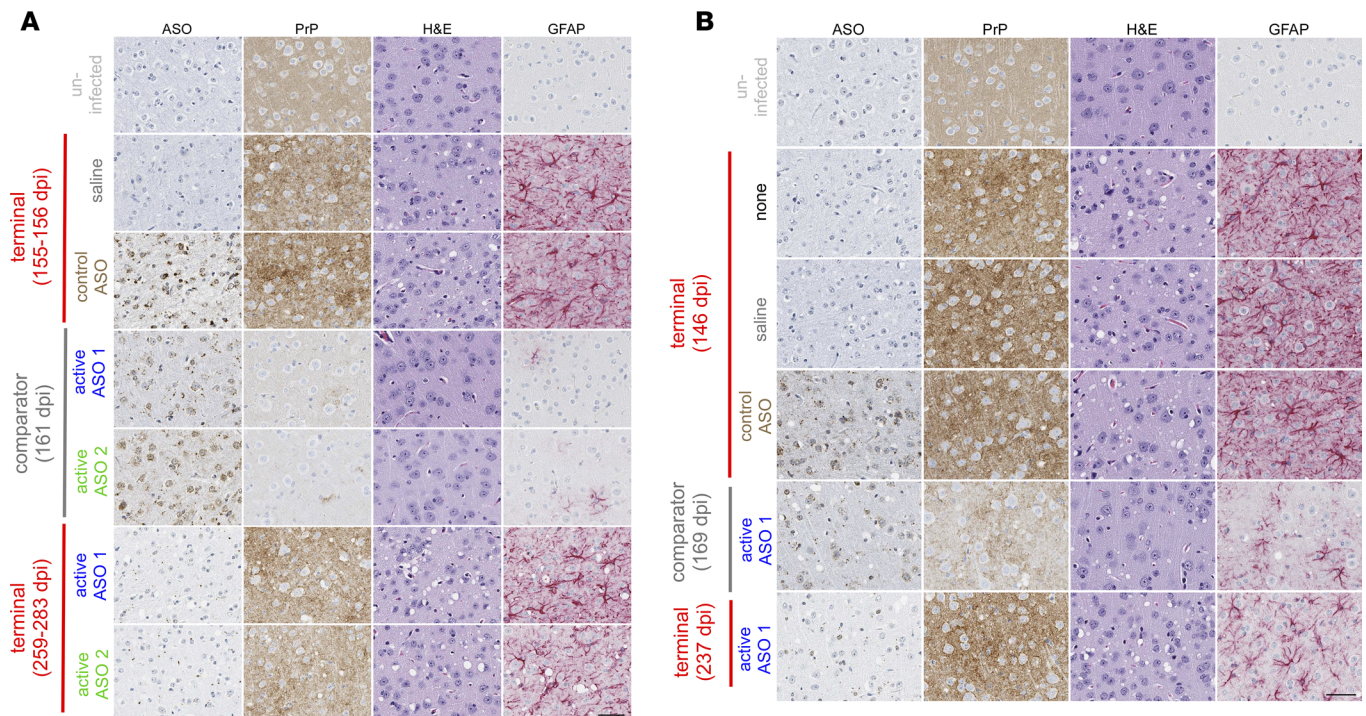 A
ASO PrP H&E GFAP
un-
infected
terminal
(155-156 dpi)
saline
control
ASO
comparator
(161 dpi)
active
ASO 1
active
ASO 2
terminal
(259-283 dpi)
active
ASO 1
active
ASO 2
B
ASO PrP H&E GFAP
un-
infected
terminal
(146 dpi)
none
saline
control
ASO
comparator
(169 dpi)
active
ASO 1
terminal
(237 dpi)
active
ASO 1